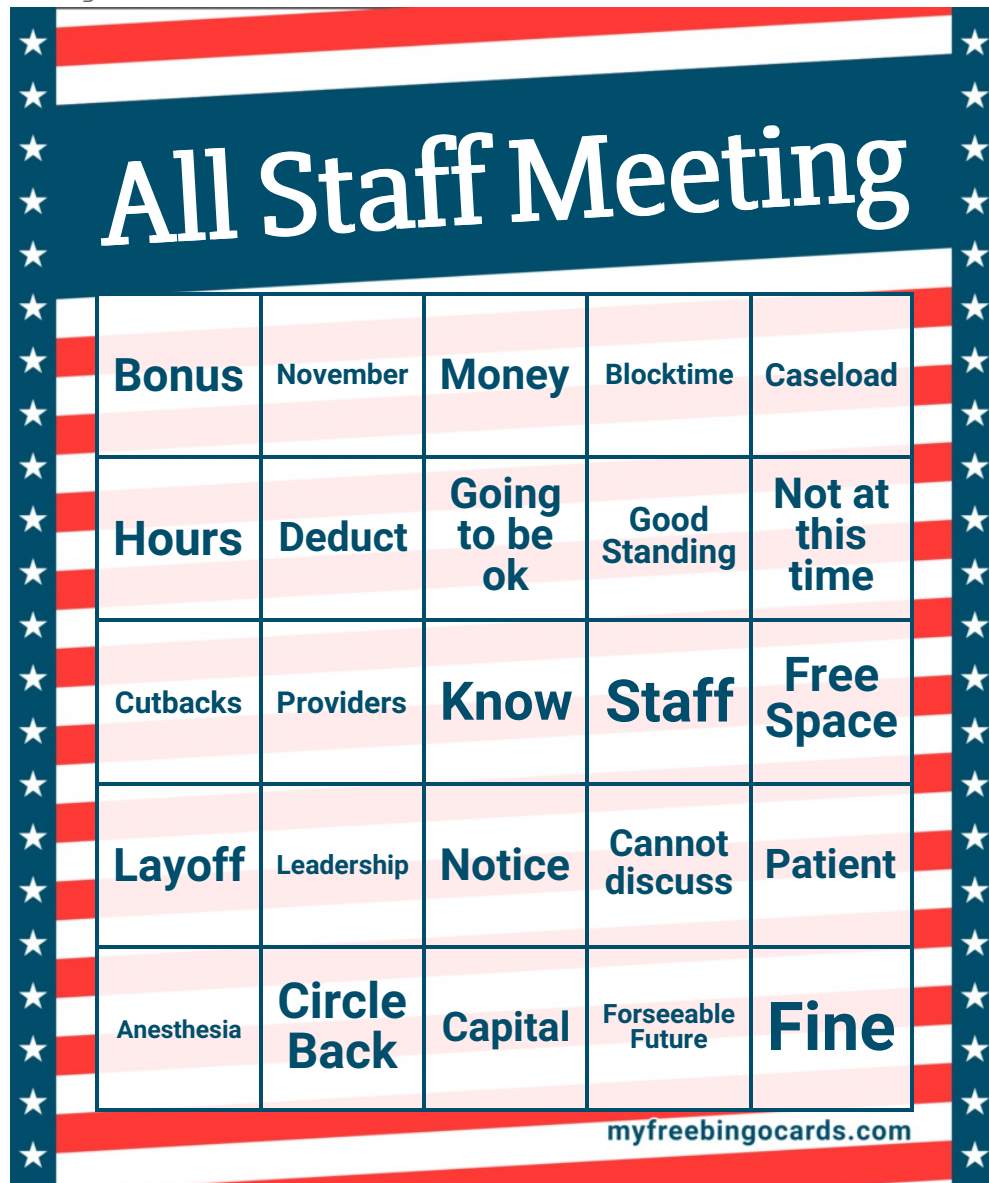 All Staff Meeting
Bonus
November
Money
Blocktime
Caseload
Hours
Deduct
Going
to be
ok
Good
Standing
Not at
this
time
Cutbacks
Providers
Know
Staff
Free
Space
Layoff
Leadership
Notice
Cannot
discuss
Patient
Anesthesia
Circle
Back
Capital
Forseeable
Future
Fine
myfreebingocards.com